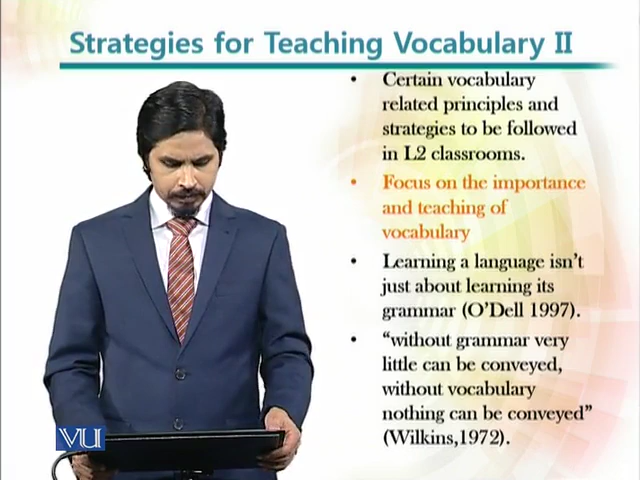 Strategies for Teaching Vocabulary II
• Certain vocabulary
related principles and
strategies to be followed
in L2 classrooms.
• Focus on the importance
and teaching of
vocabulary
• Learning a language isn't
just about learning its
grammar (O'Dell 1997).
• “without grammar very
little can be conveyed,
without vocabulary
nothing can be conveyed”
(Wilkins,1972).
VU